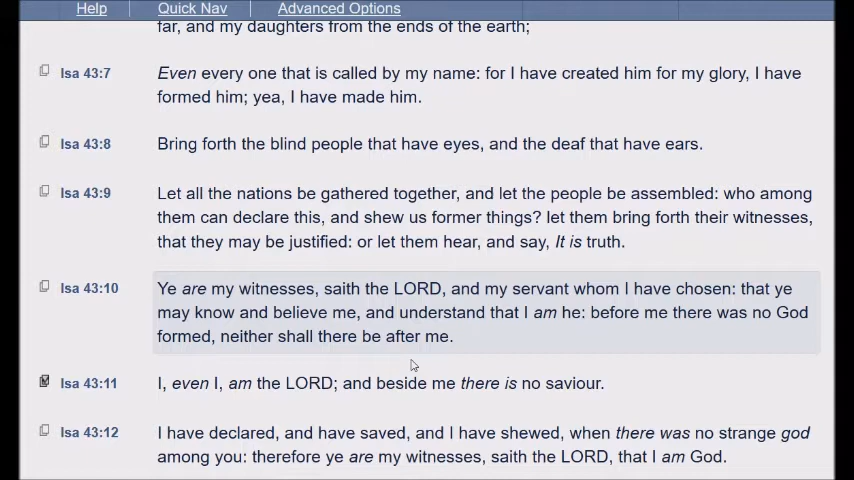 Help Quick Nav Advanced Options
far, and my daughters from the ends of the earth;
Isa 43:7 Even every one that is called by my name: for I have created him for my glory, I have
formed him; yea, I have made him.
Isa 43:8 Bring forth the blind people that have eyes, and the deaf that have ears.
Isa 43:9 Let all the nations be gathered together, and let the people be assembled: who among
them can declare this, and shew us former things? let them bring forth their witnesses,
that they may be justified: or let them hear, and say, It is truth.
Isa 43:10 Ye are my witnesses, saith the LORD, and my servant whom I have chosen: that ye
may know and believe me, and understand that I am he: before me there was no God
formed, neither shall there be after me.
Isa 43:11 I, even I, am the LORD; and beside me there is no saviour.
Isa 43:12 I have declared, and have saved, and I have shewed, when there was no strange god
among you: therefore ye are my witnesses, saith the LORD, that I am God.